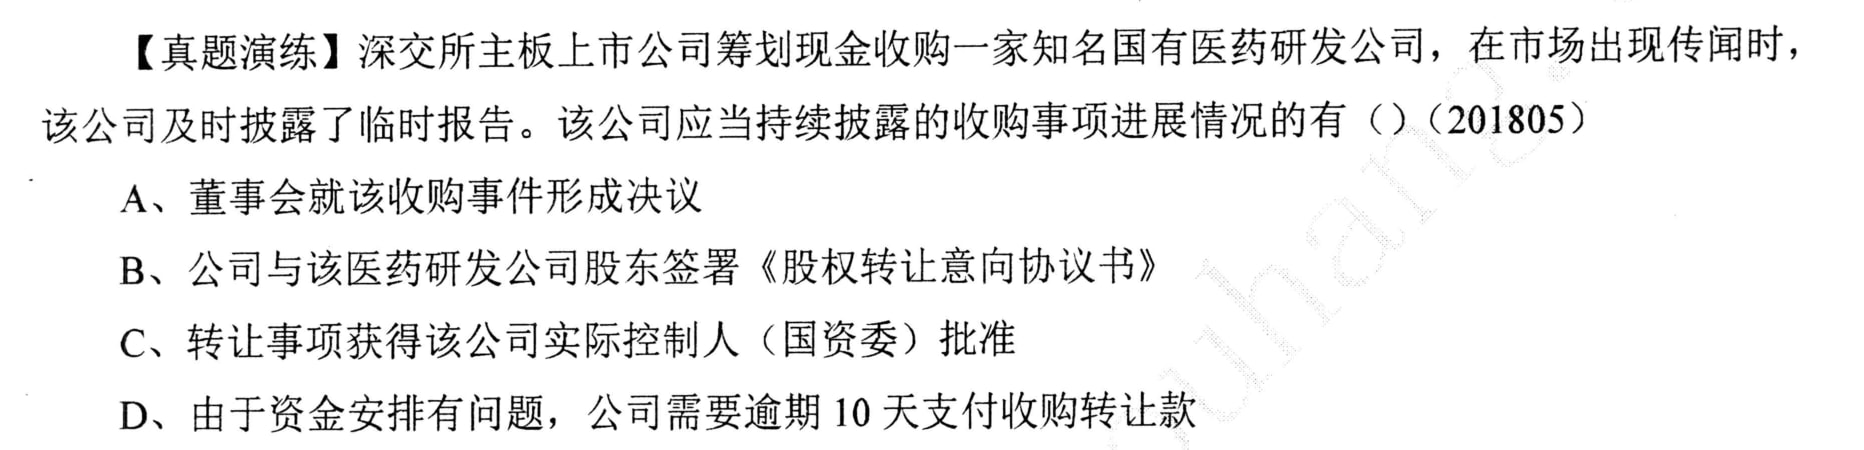 【真题演练】深交所主板上市公司筹划现金收购一家知名国有医药研发公司，在市场出现传闻时，
该公司及时披露了临时报告。该公司应当持续披露的收购事项进展情况的有（）（201805）
A、董事会就该收购事件形成决议
B、公司与该医药研发公司股东签署《股权转让意向协议书》
C、转让事项获得该公司实际控制人（国资委）批准
D、由于资金安排有问题，公司需要逾期 10 天支付收购转让款